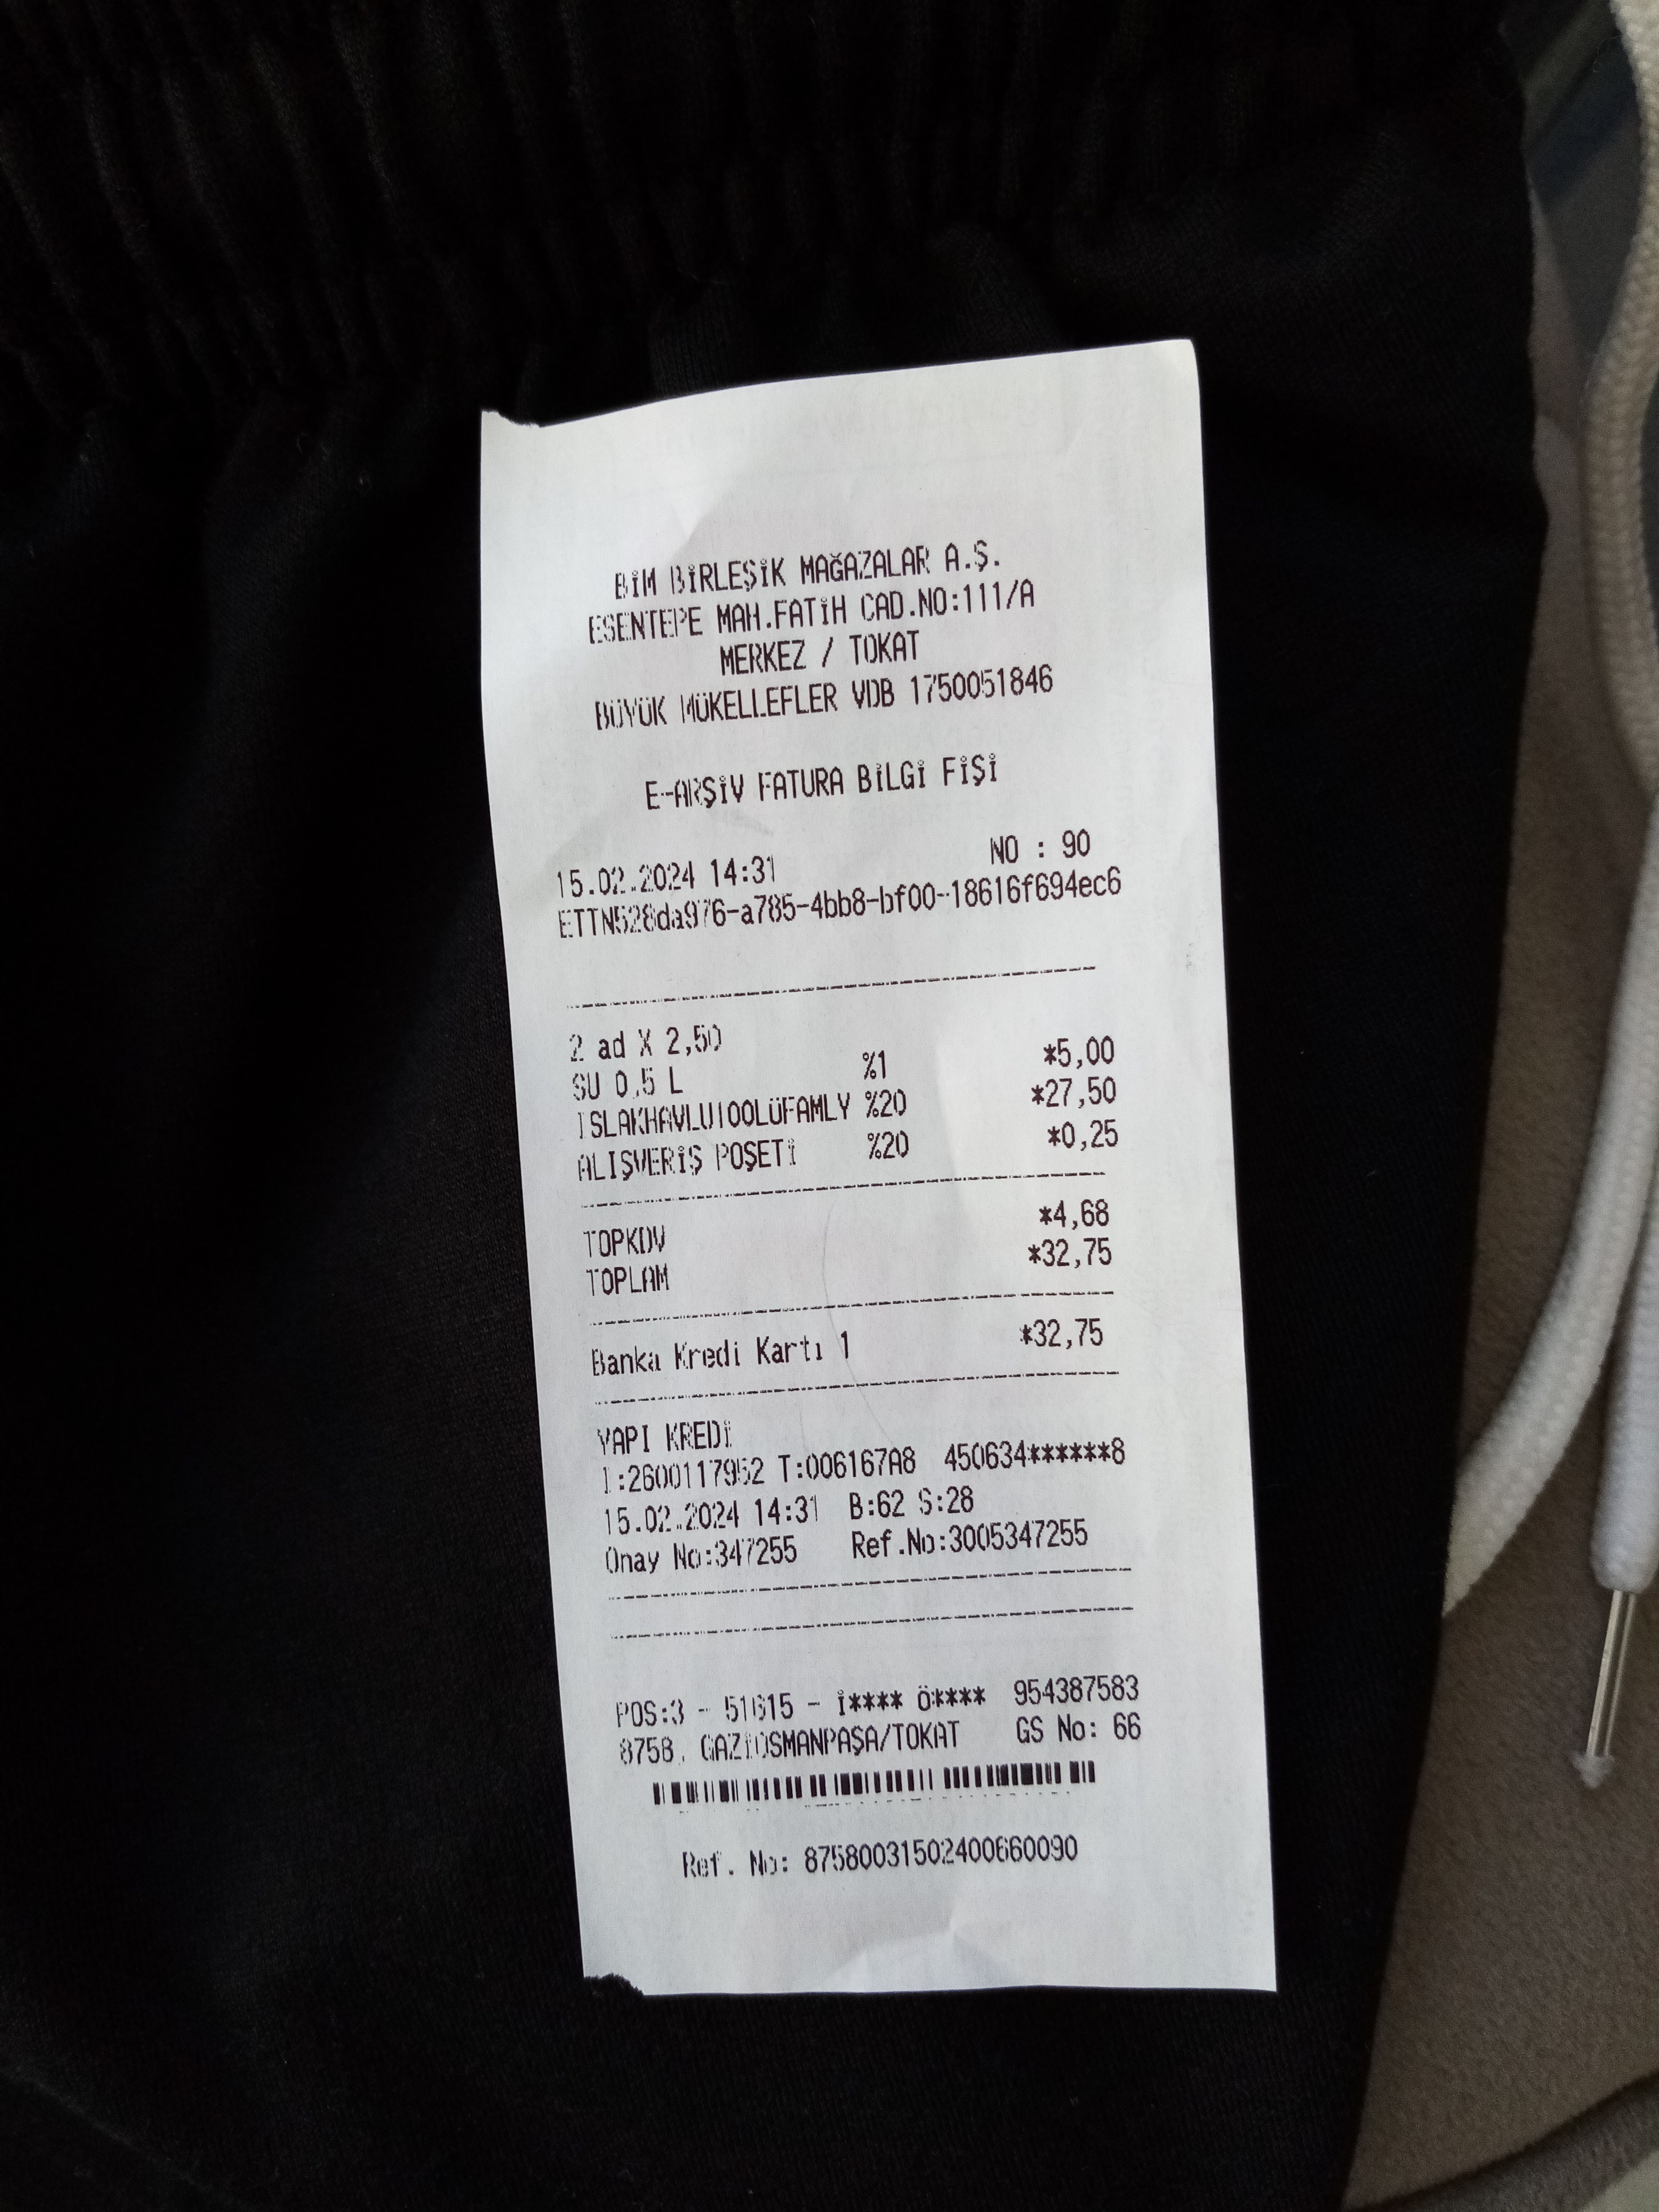 BİM BİRLEŞİK MAĞAZALAR A.Ş.
ESENTEPE MAH.FATİH CAD.NO:111/A
MERKEZ / TOKAT
BÜYÜK MÜKELLEFLER VDB 1750051846
E-ARŞİV FATURA BİLGİ FİŞİ
15.02.2024 14:31 NO : 90
ETTN528da976-a785-4bb8-bf00-18616f694ec6
2 ad X 2,50
SU 0,5 L %1 *5,00
ISLAKHAVLU100LÜFAMLY %20 *27,50
ALIŞVERİŞ POŞETİ %20 *0,25
TOPKDV *4,68
TOPLAM *32,75
Banka Kredi Kartı 1 *32,75
YAPI KREDİ
I:2600117952 T:006167A8 450634******8
15.02.2024 14:31 B:62 S:28
Onay No:347255 Ref.No:3005347255
POS:3 - 51615 - İ**** Ö**** 954387583
8758, GAZİOSMANPAŞA/TOKAT GS No: 66
Ref. No: 87580031502400660090